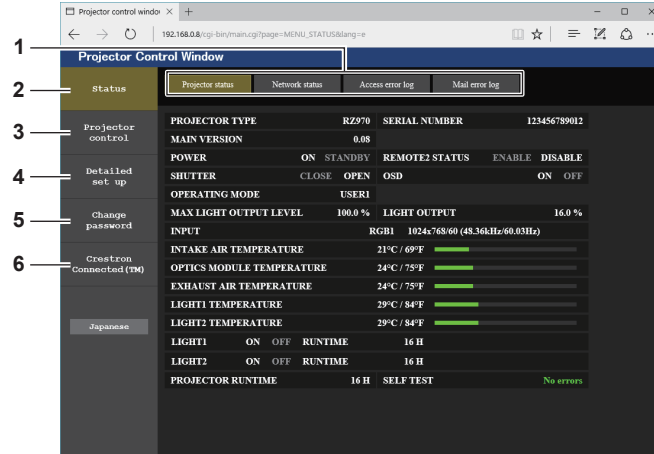 Projector control windov
192.168.0.8/cgi-bin/main.cgi?page=MENU_STATUS&lang=e
Projector Control Window
1
2
Status
Projector status Network status Access error log Mail error log
3
Projector control
4
Detailed set up
5
Change password
6
Crestron Connected(TM)
Japanese
PROJECTOR TYPE RZ970 SERIAL NUMBER 123456789012
MAIN VERSION 0.08
POWER ON STANDBY REMOTE2 STATUS ENABLE DISABLE
SHUTTER CLOSE OPEN OSD ON OFF
OPERATING MODE USER1
MAX LIGHT OUTPUT LEVEL 100.0 % LIGHT OUTPUT 16.0 %
INPUT RGB1 1024x768/60 (48.36kHz/60.03Hz)
INTAKE AIR TEMPERATURE 21°C / 69°F
OPTICS MODULE TEMPERATURE 24°C / 75°F
EXHAUST AIR TEMPERATURE 24°C / 75°F
LIGHT1 TEMPERATURE 29°C / 84°F
LIGHT2 TEMPERATURE 29°C / 84°F
LIGHT1 ON OFF RUNTIME 16 H
LIGHT2 ON OFF RUNTIME 16 H
PROJECTOR RUNTIME 16 H SELF TEST No errors